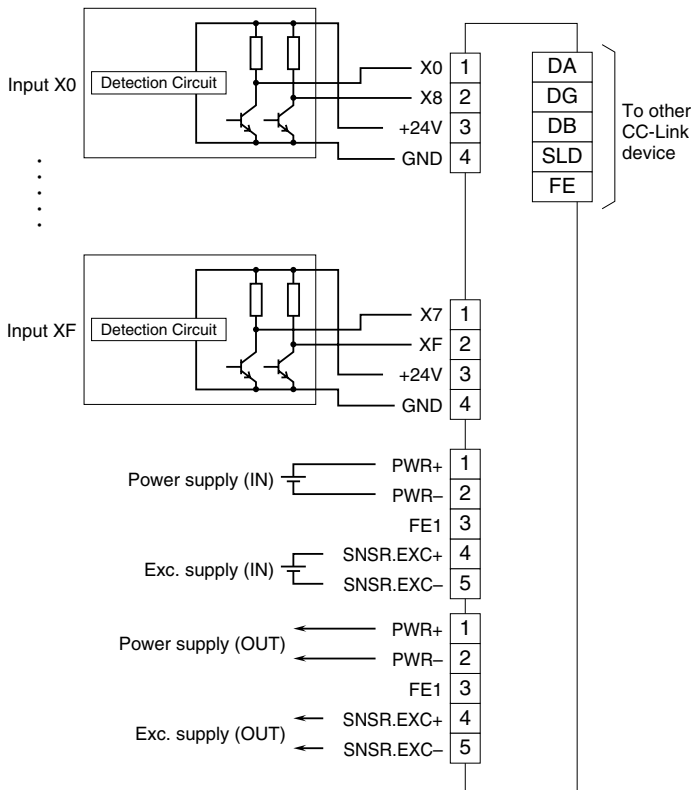 Input X0
Detection Circuit
X0 1
X8 2
+24V 3
GND 4
DA
DG
DB
SLD
FE
To other
CC-Link
device
Input XF
Detection Circuit
X7 1
XF 2
+24V 3
GND 4
Power supply (IN)
PWR+ 1
PWR– 2
FE1 3
Exc. supply (IN)
SNSR.EXC+ 4
SNSR.EXC– 5
Power supply (OUT)
PWR+ 1
PWR– 2
FE1 3
Exc. supply (OUT)
SNSR.EXC+ 4
SNSR.EXC– 5